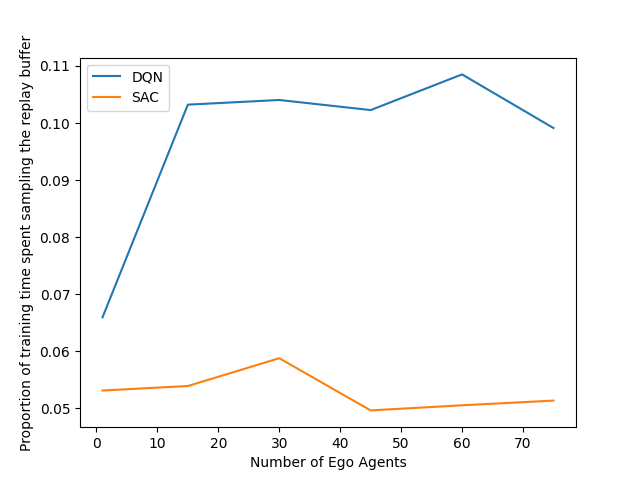 DQN
SAC
Proportion of training time spent sampling the replay buffer
0.11
0.10
0.09
0.08
0.07
0.06
0.05
0 10 20 30 40 50 60 70
Number of Ego Agents